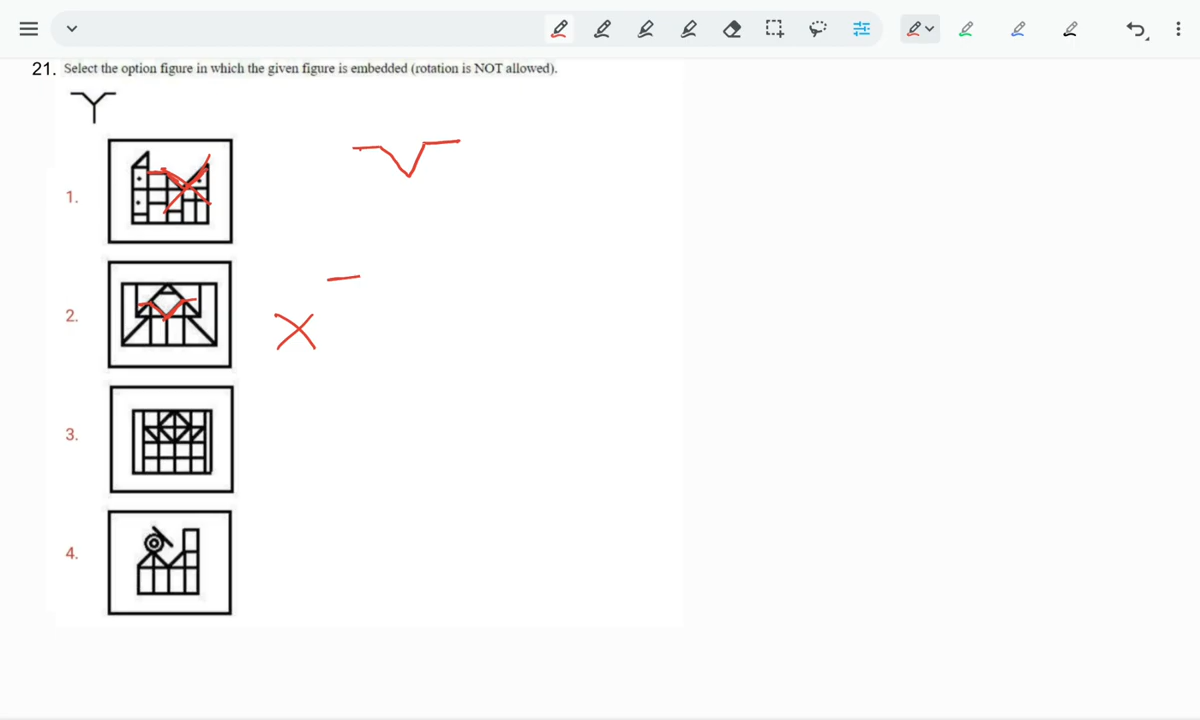 21. Select the option figure in which the given figure is embedded (rotation is NOT allowed).
1.
2.
3.
4.